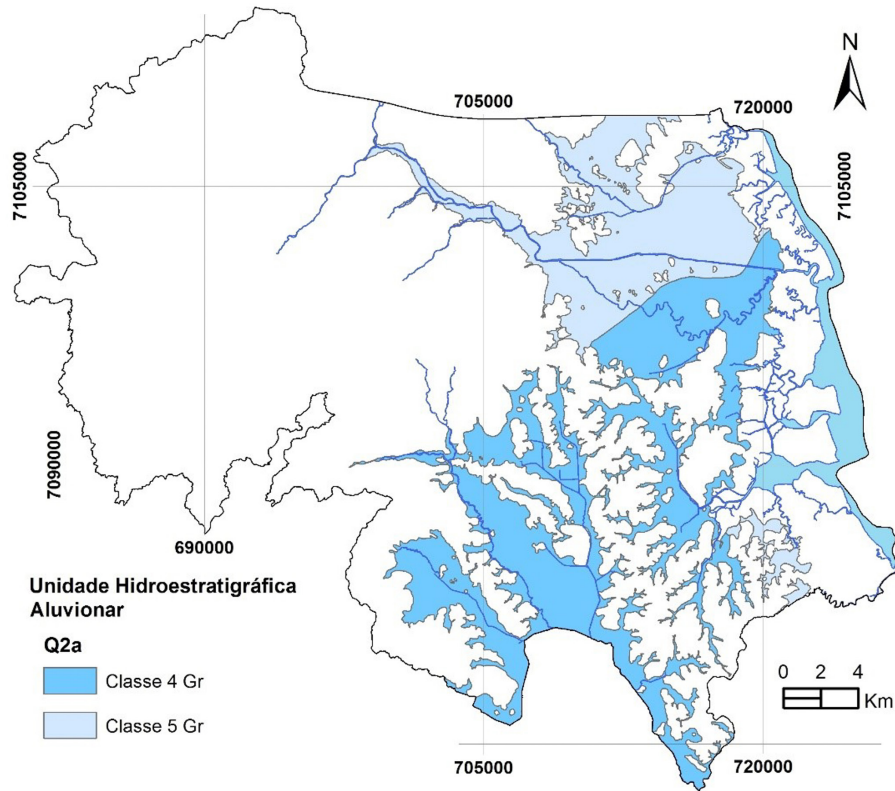 N
705000
720000
7105000
7105000
7090000
690000
Unidade Hidroestratigráfica
Aluvionar
Q2a
Classe 4 Gr
Classe 5 Gr
0 2 4
Km
705000
720000